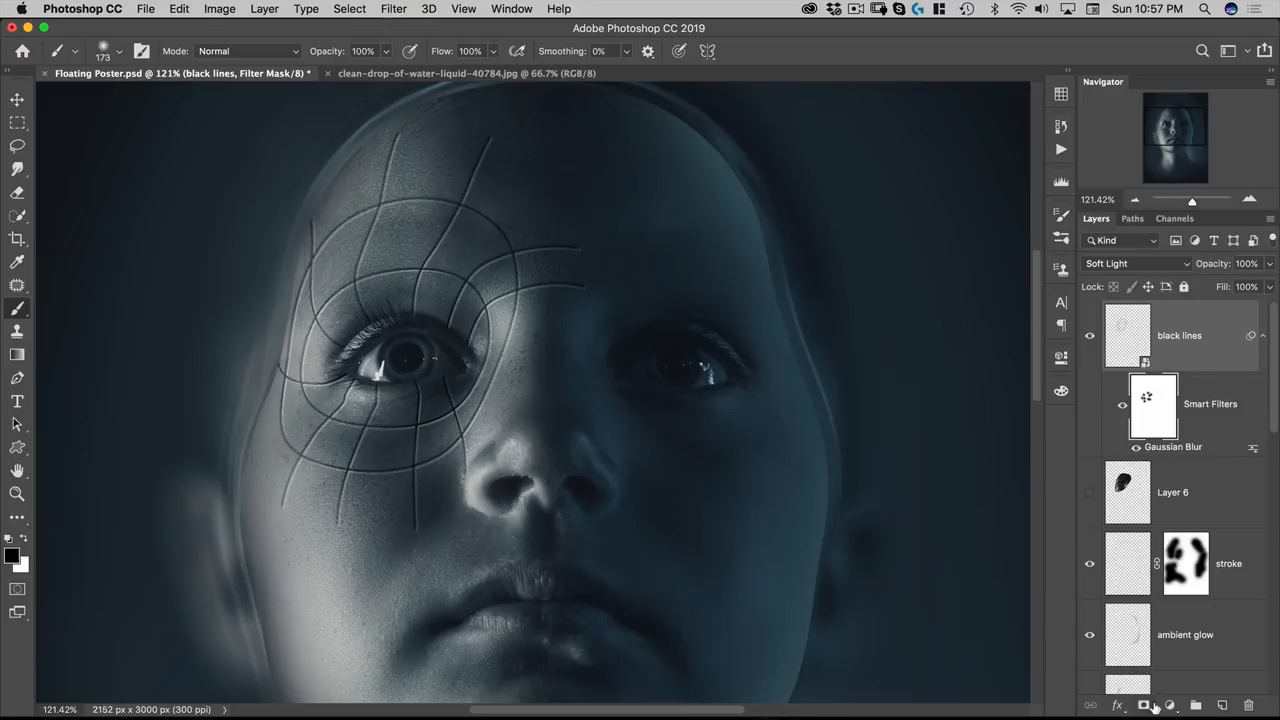 Photoshop CC File Edit Image Layer Type Select Filter 3D View Window Help Sun 10:57 PM
Adobe Photoshop CC 2019
173 Mode: Normal Opacity: 100% Flow: 100% Smoothing: 0%
Floating Poster.psd @ 121% (black lines, Filter Mask/8) * clean-drop-of-water-liquid-40784.jpg @ 66.7% (RGB/8)
Navigator
121.42%
Layers Paths Channels
Kind
Soft Light Opacity: 100%
Lock: Fill: 100%
black lines
Smart Filters
Gaussian Blur
Layer 6
stroke
ambient glow
fx
121.42% 2152 px x 3000 px (300 ppi)